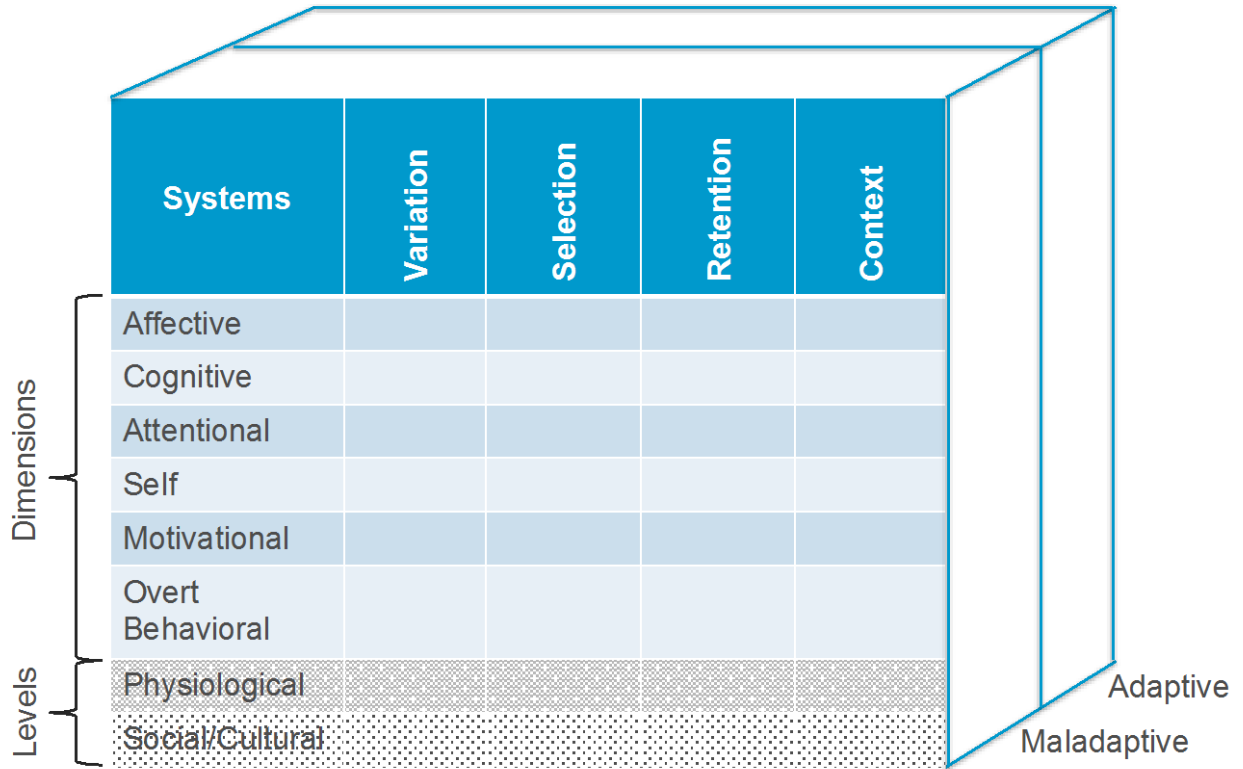 Systems
Variation
Selection
Retention
Context
Dimensions
Affective
Cognitive
Attentional
Self
Motivational
Overt
Behavioral
Levels
Physiological
Social/Cultural
Adaptive
Maladaptive